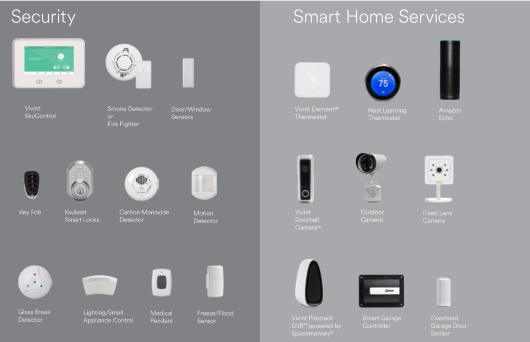 Security
Smart Home Services
Vivint
SkyControl
Smoke Detector
or
Fire Fighter
Door/Window
Sensors
Vivint Element™
Thermostat
75
Nest Learning
Thermostat
Amazon
Echo
Key Fob
Kwikset
Smart Locks
Carbon Monoxide
Detector
Motion
Detector
Vivint
Doorbell
Camera™
Outdoor
Camera
Fixed Lens
Camera
Glass Break
Detector
Lighting/Small
Appliance Control
Medical
Pendant
Freeze/Flood
Sensor
Vivint Playback
DVR™ powered by
Spacemonkey®
Smart Garage
Controller
Overhead
Garage Door
Sensor